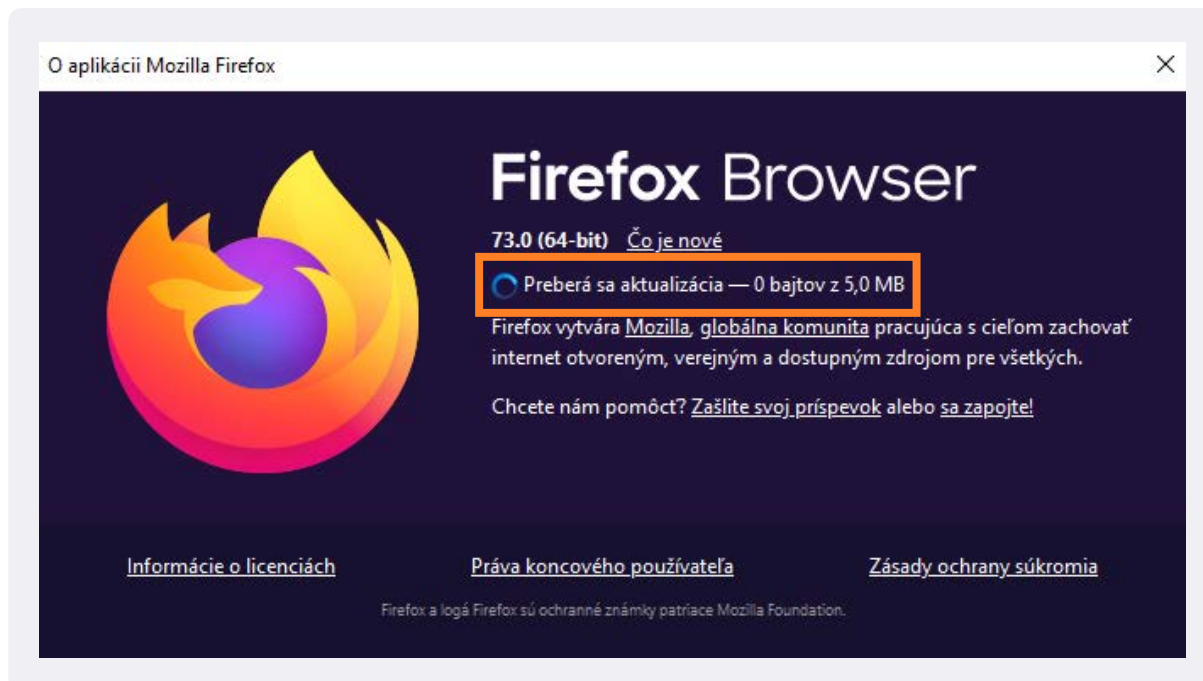 O aplikácii Mozilla Firefox
Firefox Browser
73.0 (64-bit) Čo je nové
Preberá sa aktualizácia — 0 bajtov z 5,0 MB
Firefox vytvára Mozilla, globálna komunita pracujúca s cieľom zachovať
internet otvoreným, verejným a dostupným zdrojom pre všetkých.
Chcete nám pomôcť? Zašlite svoj príspevok alebo sa zapojte!
Informácie o licenciách Práva koncového používateľa Zásady ochrany súkromia
Firefox a logá Firefox sú ochranné známky patriace Mozilla Foundation.